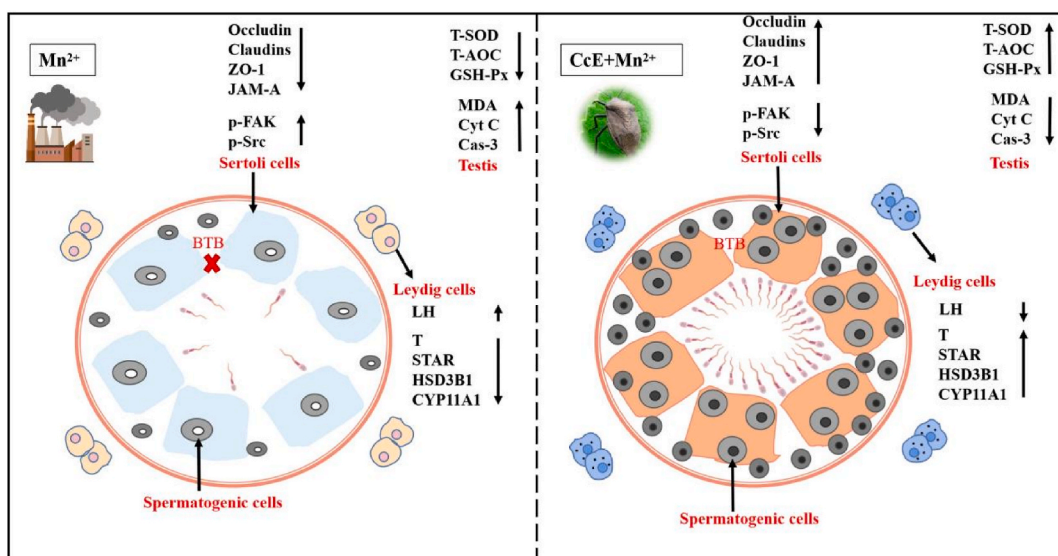 Mn²⁺
Occludin
Claudins
ZO-1
JAM-A
p-FAK
p-Src
Sertoli cells
T-SOD
T-AOC
GSH-Px
MDA
Cyt C
Cas-3
Testis
BTB
Leydig cells
LH
T
STAR
HSD3B1
CYP11A1
Spermatogenic cells
CcE+Mn²⁺
Occludin
Claudins
ZO-1
JAM-A
p-FAK
p-Src
Sertoli cells
T-SOD
T-AOC
GSH-Px
MDA
Cyt C
Cas-3
Testis
BTB
Leydig cells
LH
T
STAR
HSD3B1
CYP11A1
Spermatogenic cells